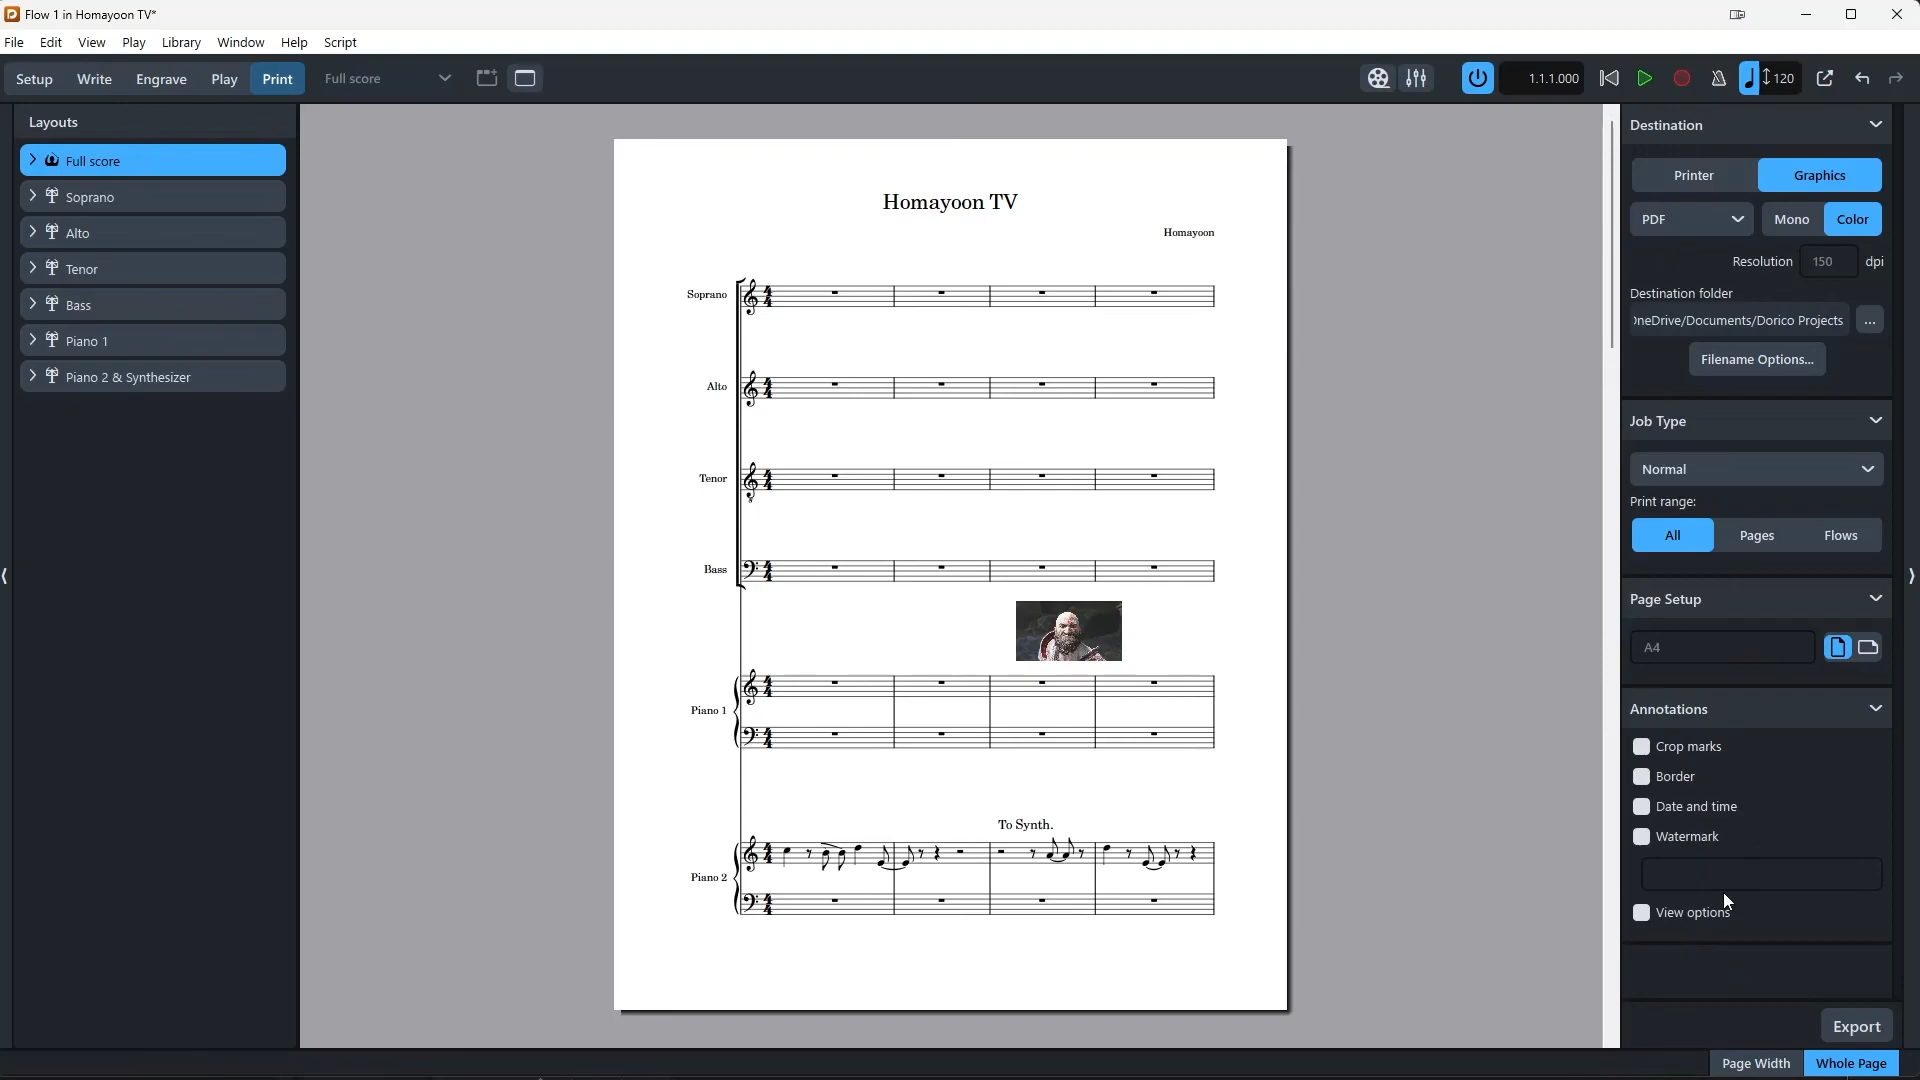 Flow 1 in Homayoon TV*
File Edit View Play Library Window Help Script
Setup Write Engrave Play Print Full score 1.1.1.000 120
Layouts
Full score
Soprano
Alto
Tenor
Bass
Piano 1
Piano 2 & Synthesizer
Homayoon TV
Homayoon
Soprano
Alto
Tenor
Bass
Piano 1
To Synth.
Piano 2
Destination
Printer Graphics
PDF Mono Color
Resolution 150 dpi
Destination folder
)neDrive/Documents/Dorico Projects ...
Filename Options...
Job Type
Normal
Print range:
All Pages Flows
Page Setup
A4
Annotations
Crop marks
Border
Date and time
Watermark
View options
Export
Page Width Whole Page